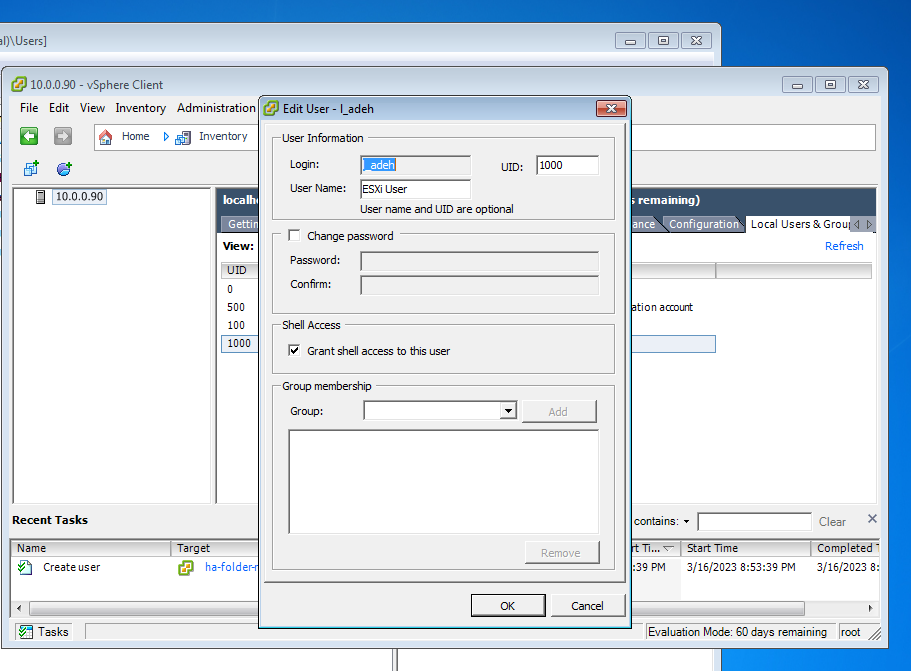 al)\Users]
10.0.0.90 - vSphere Client
File Edit View Inventory Administration
Home Inventory
10.0.0.90
localho
s remaining)
Gettin
ance Configuration Local Users & Group
View:
Refresh
UID
0
500
ation account
100
1000
Edit User - l_adeh
User Information
Login: l_adeh UID: 1000
User Name: ESXi User
User name and UID are optional
Change password
Password:
Confirm:
Shell Access
Grant shell access to this user
Group membership
Group: Add
Remove
OK Cancel
Recent Tasks
contains: Clear
Name Target rt Ti... Start Time Completed T
Create user ha-folder-r :39 PM 3/16/2023 8:53:39 PM 3/16/2023 8:
Tasks Evaluation Mode: 60 days remaining root